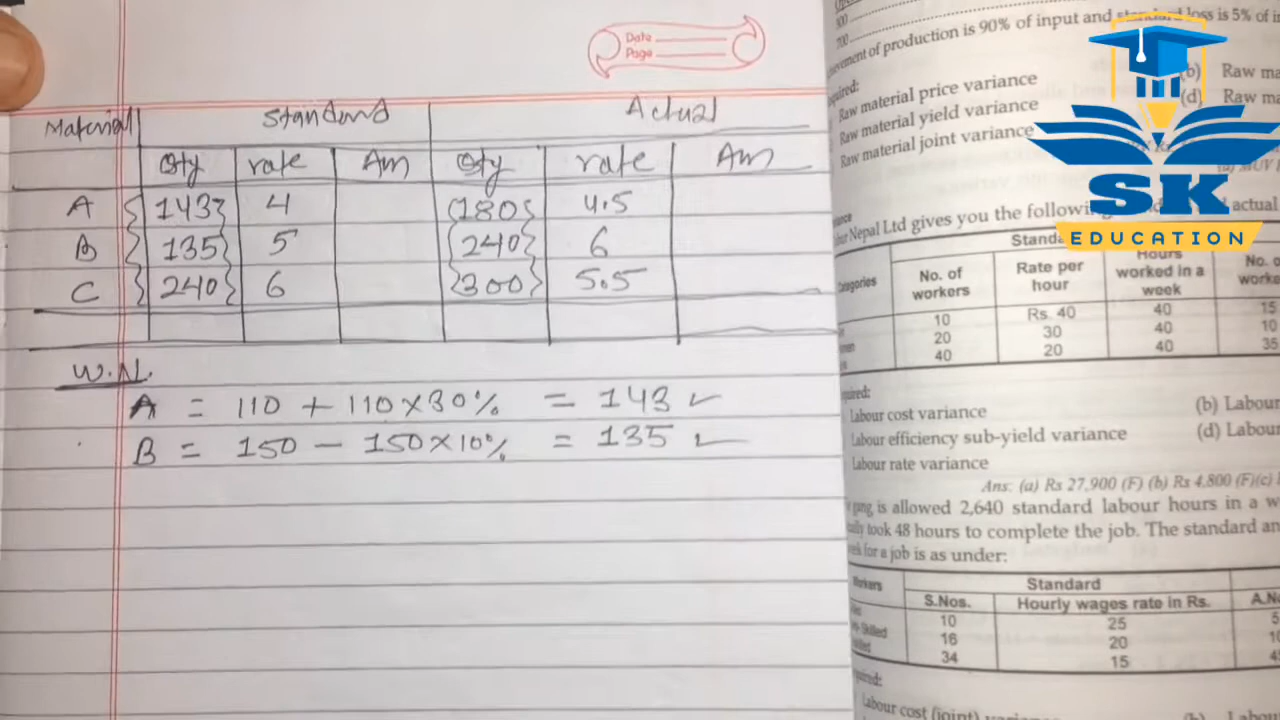 Date
Page
Material Standard Actual
Qty rate Am Qty rate Am
A 143 4 180 4.5
B 135 5 240 6
C 240 6 300 5.5
W.N.
A = 110 + 110 × 30% = 143
B = 150 - 150 × 10% = 135
of production is 90% of input and standard loss is 5% of
Raw material price variance (b) Raw
Raw material yield variance (d) Raw
Raw material joint variance
SK
EDUCATION
Nepal Ltd gives you the following actual
No. of workers Rate per hour Hours worked in a week No.
10 Rs. 40 40 15
20 30 40 10
40 20 40 35
Labour cost variance (b) Labour
Labour efficiency sub-yield variance (d) Labour
Labour rate variance
Ans: (a) Rs 27,900 (F) (b) Rs 4,800 (F)(c)
gang is allowed 2,640 standard labour hours in a
took 48 hours to complete the job. The standard
for a job is as under:
Workers Standard
S.Nos. Hourly wages rate in Rs.
10 25
16 20
34 15
Labour cost (joint)